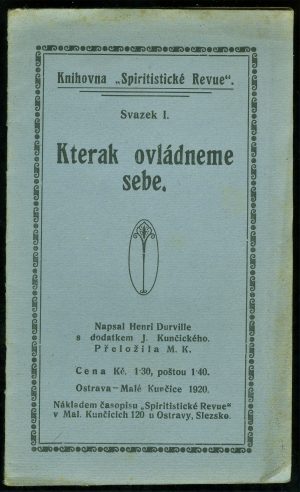 Knihovna „Spiritistické Revue“.
Svazek I.
Kterak ovládneme
sebe.
Napsal Henri Durville
s dodatkem J. Kunčického.
Přeložila M. K.
Cena Kč. 1·30, poštou 1·40.
Ostrava–Malé Kunčice 1920.
Nákladem časopisu „Spiritistické Revue“
v Mal. Kunčicích 120 u Ostravy, Slezsko.